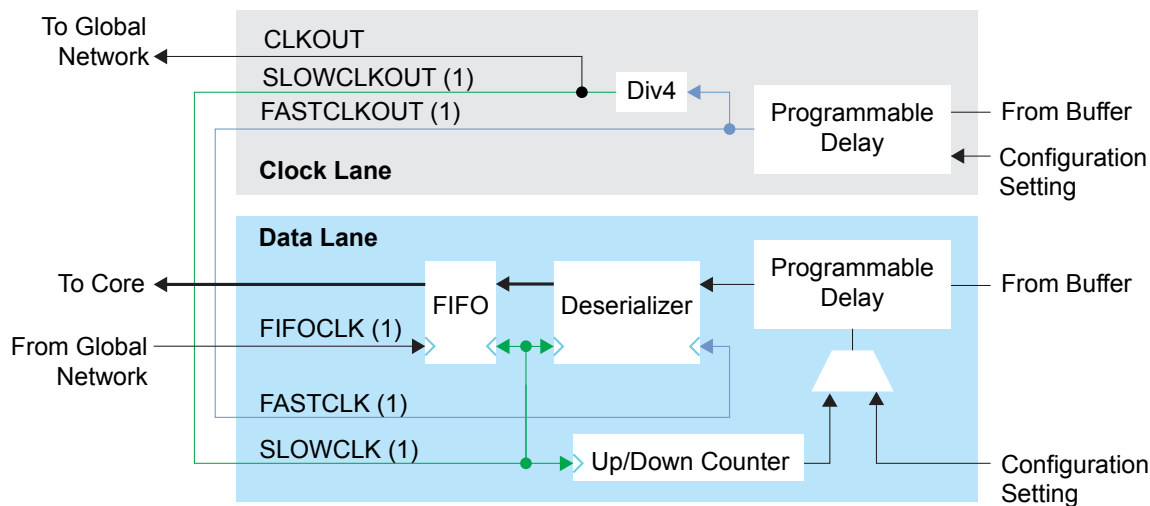 To Global
Network
CLKOUT
SLOWCLKOUT (1)
FASTCLKOUT (1)
Div4
Programmable
Delay
From Buffer
Configuration
Setting
Clock Lane
Data Lane
To Core
FIFO
Deserializer
Programmable
Delay
From Buffer
FIFOCLK (1)
From Global
Network
FASTCLK (1)
SLOWCLK (1)
Up/Down Counter
Configuration
Setting